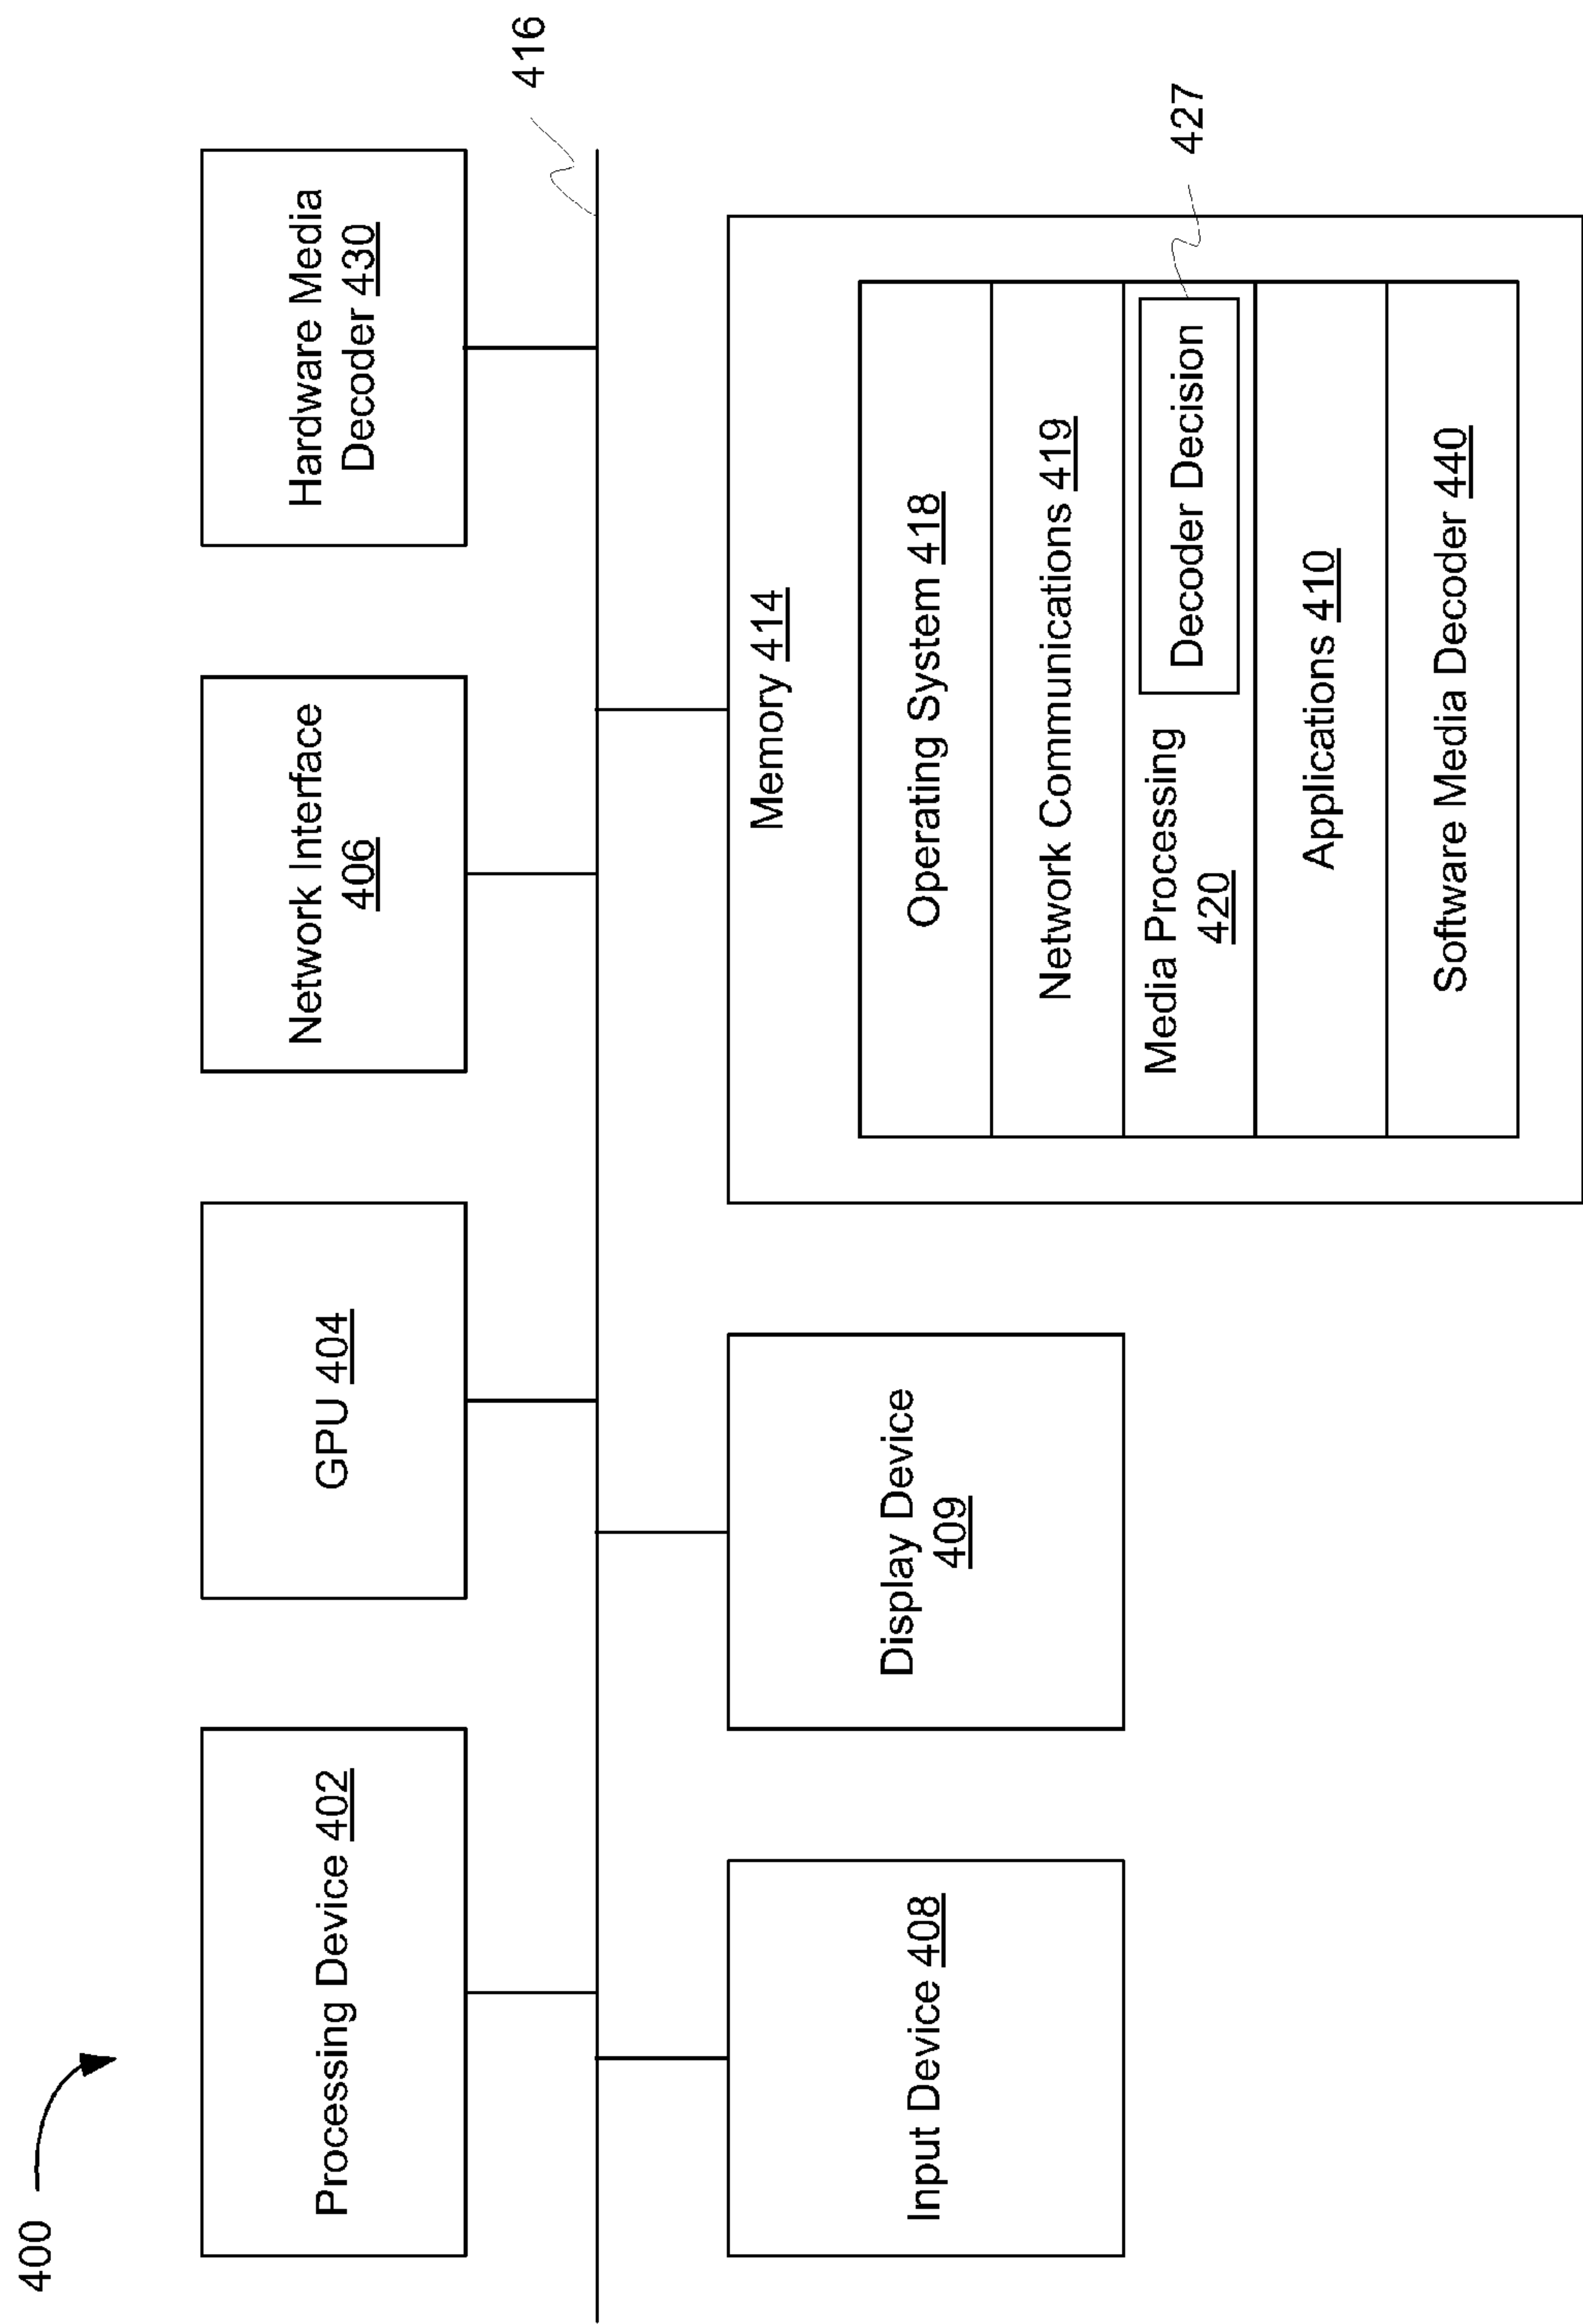 400
Processing Device 402
GPU 404
Network Interface
406
Hardware Media
Decoder 430
416
Input Device 408
Display Device
409
Memory 414
Operating System 418
Network Communications 419
Media Processing
420
Decoder Decision
427
Applications 410
Software Media Decoder 440